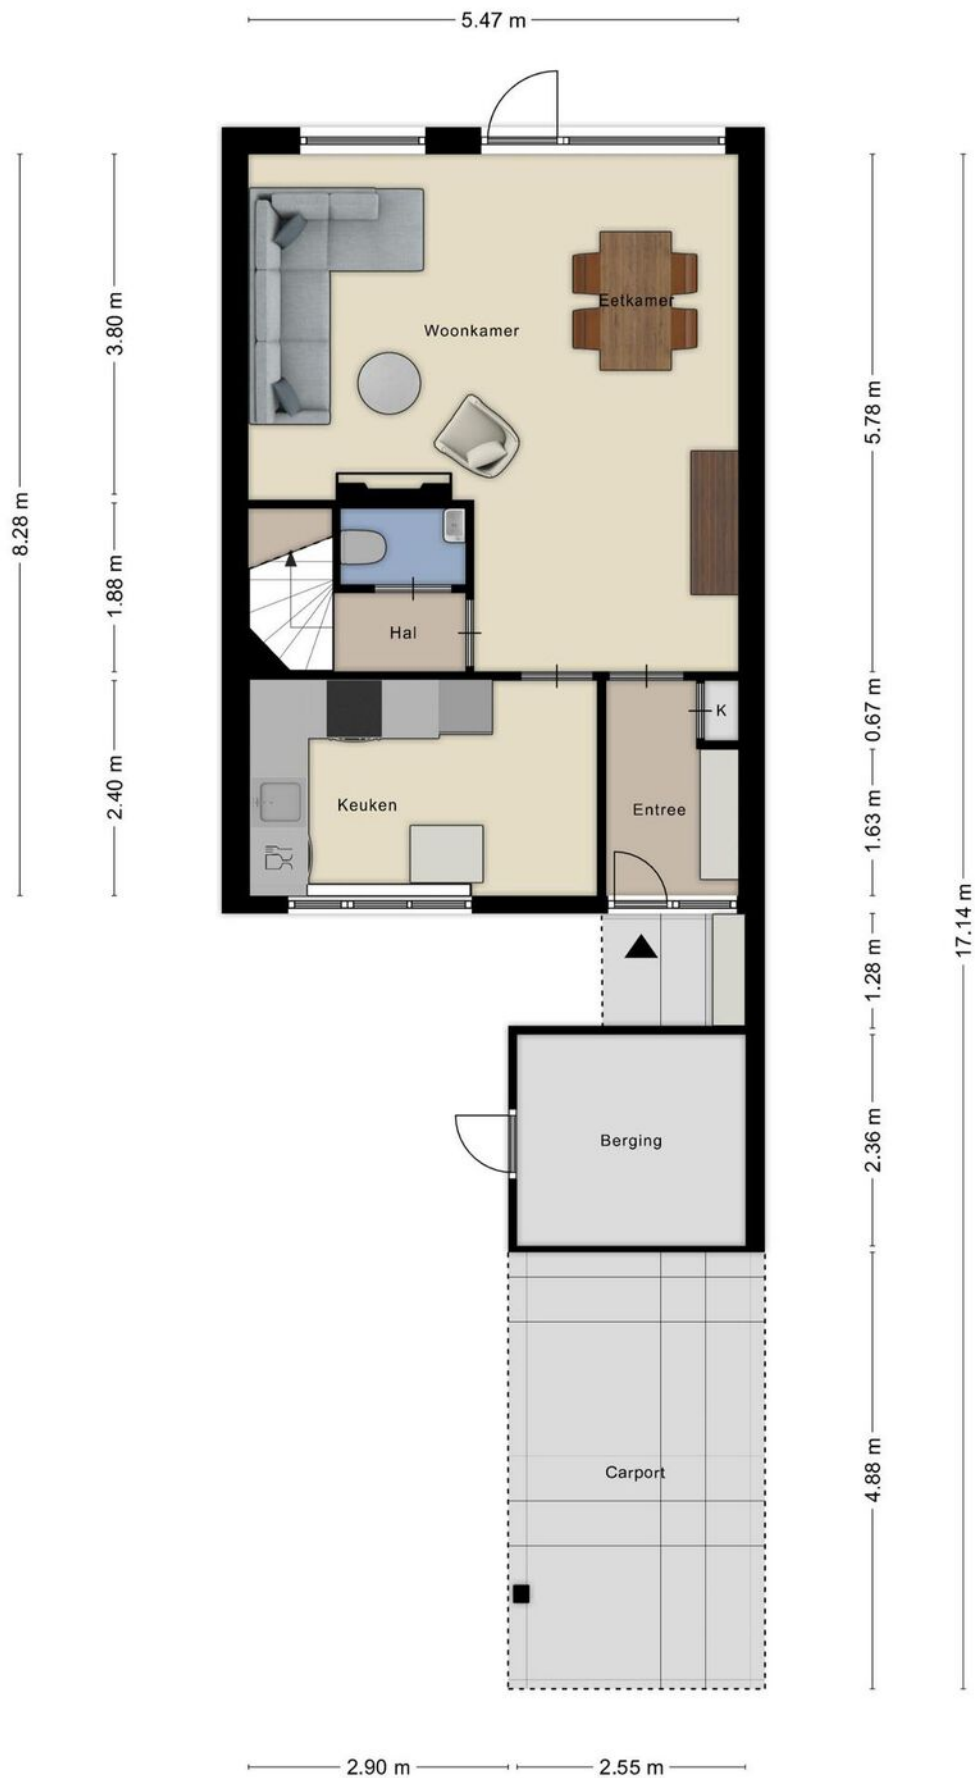 5.47 m
3.80 m
Eetkamer
Woonkamer
5.78 m
8.28 m
1.88 m
Hal
0.67 m
K
2.40 m
Keuken
Entree
1.63 m
17.14 m
1.28 m
Berging
2.36 m
Carport
4.88 m
2.90 m
2.55 m